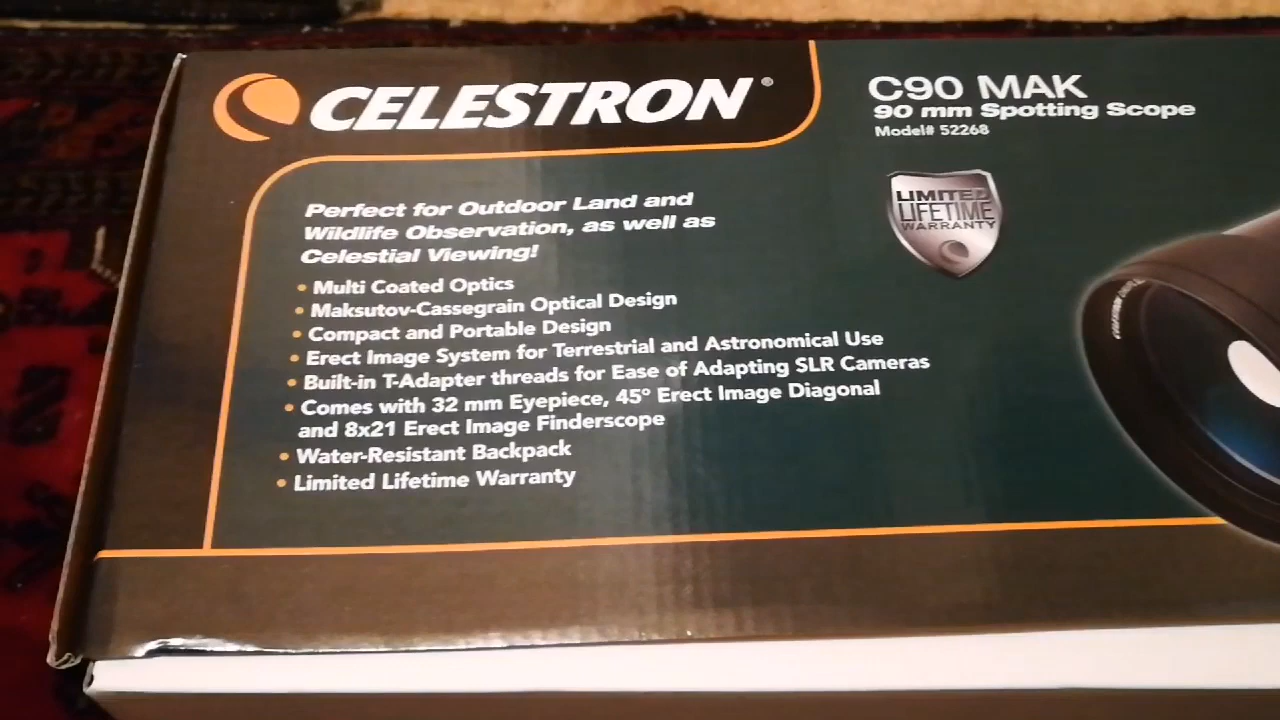 CELESTRON®
C90 MAK
90 mm Spotting Scope
Model# 52268
LIMITED
LIFETIME
WARRANTY
Perfect for Outdoor Land and
Wildlife Observation, as well as
Celestial Viewing!
• Multi Coated Optics
• Maksutov-Cassegrain Optical Design
• Compact and Portable Design
• Erect Image System for Terrestrial and Astronomical Use
• Built-in T-Adapter threads for Ease of Adapting SLR Cameras
• Comes with 32 mm Eyepiece, 45° Erect Image Diagonal
and 8x21 Erect Image Finderscope
• Water-Resistant Backpack
• Limited Lifetime Warranty